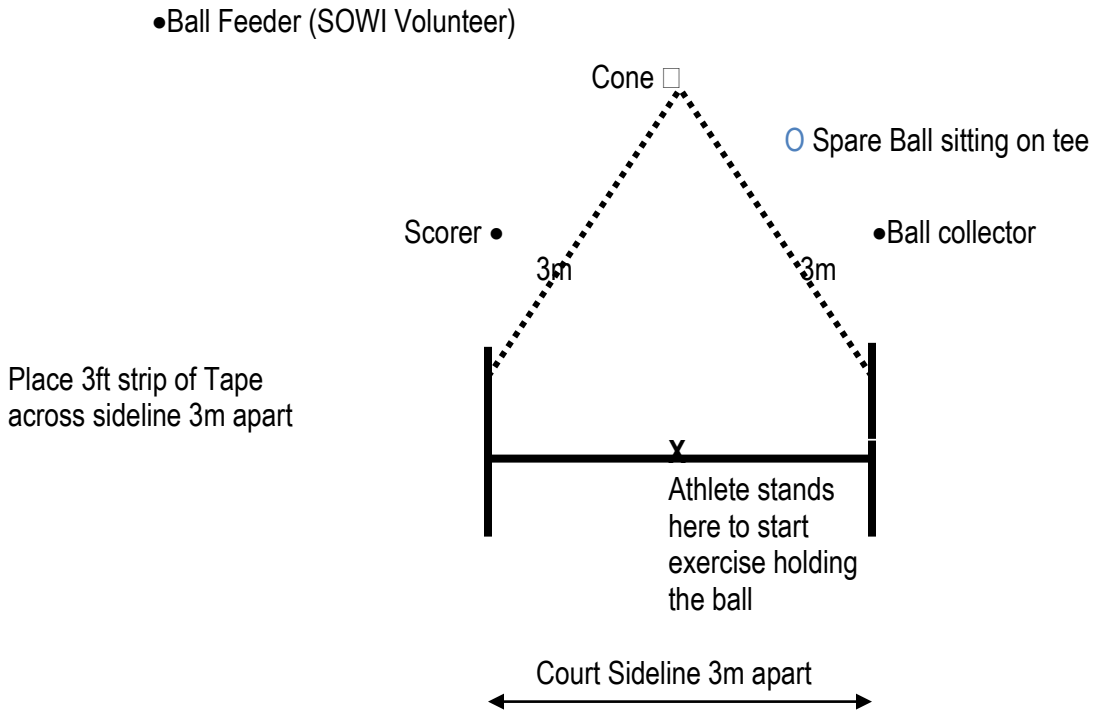 •Ball Feeder (SOWI Volunteer)
Cone □
O Spare Ball sitting on tee
Scorer •
•Ball collector
3m
3m
Place 3ft strip of Tape
across sideline 3m apart
X
Athlete stands
here to start
exercise holding
the ball
Court Sideline 3m apart